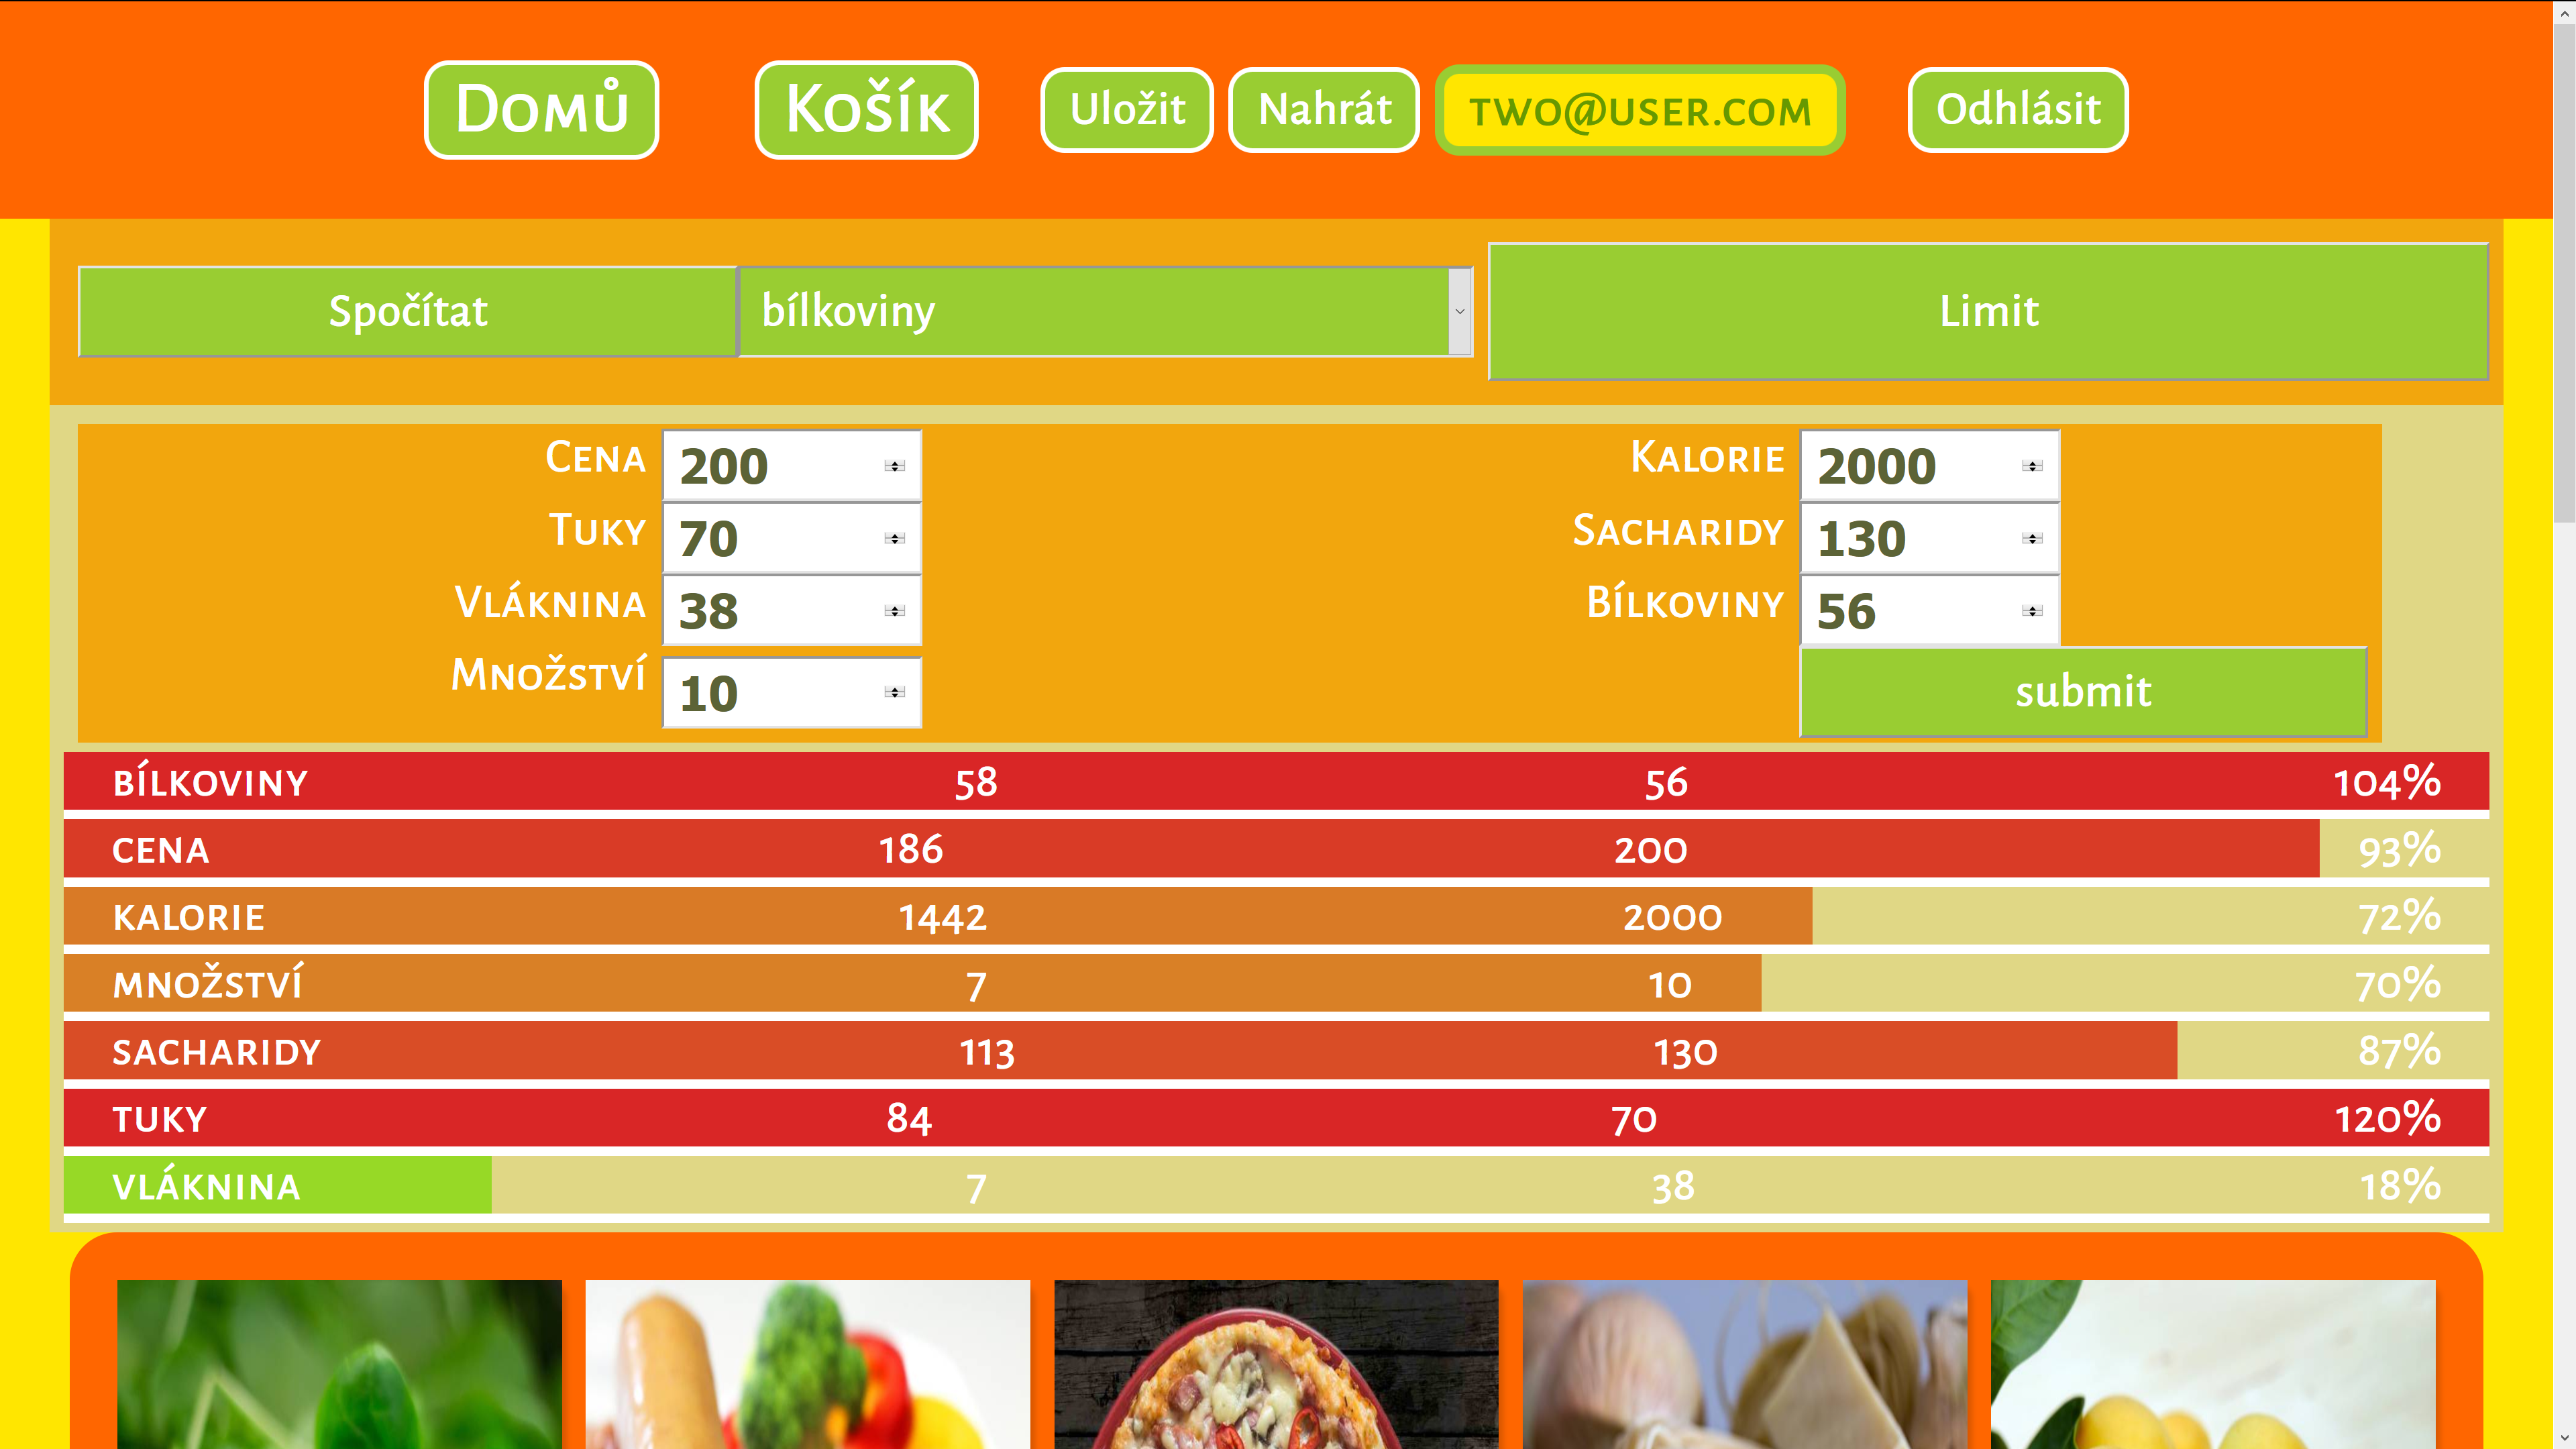 Domů Košík Uložit Nahrát two@user.com Odhlásit
Spočítat bílkoviny Limit
Cena 200 Kalorie 2000
Tuky 70 Sacharidy 130
Vláknina 38 Bílkoviny 56
Množství 10 submit
bílkoviny 58 56 104%
cena 186 200 93%
kalorie 1442 2000 72%
množství 7 10 70%
sacharidy 113 130 87%
tuky 84 70 120%
vláknina 7 38 18%